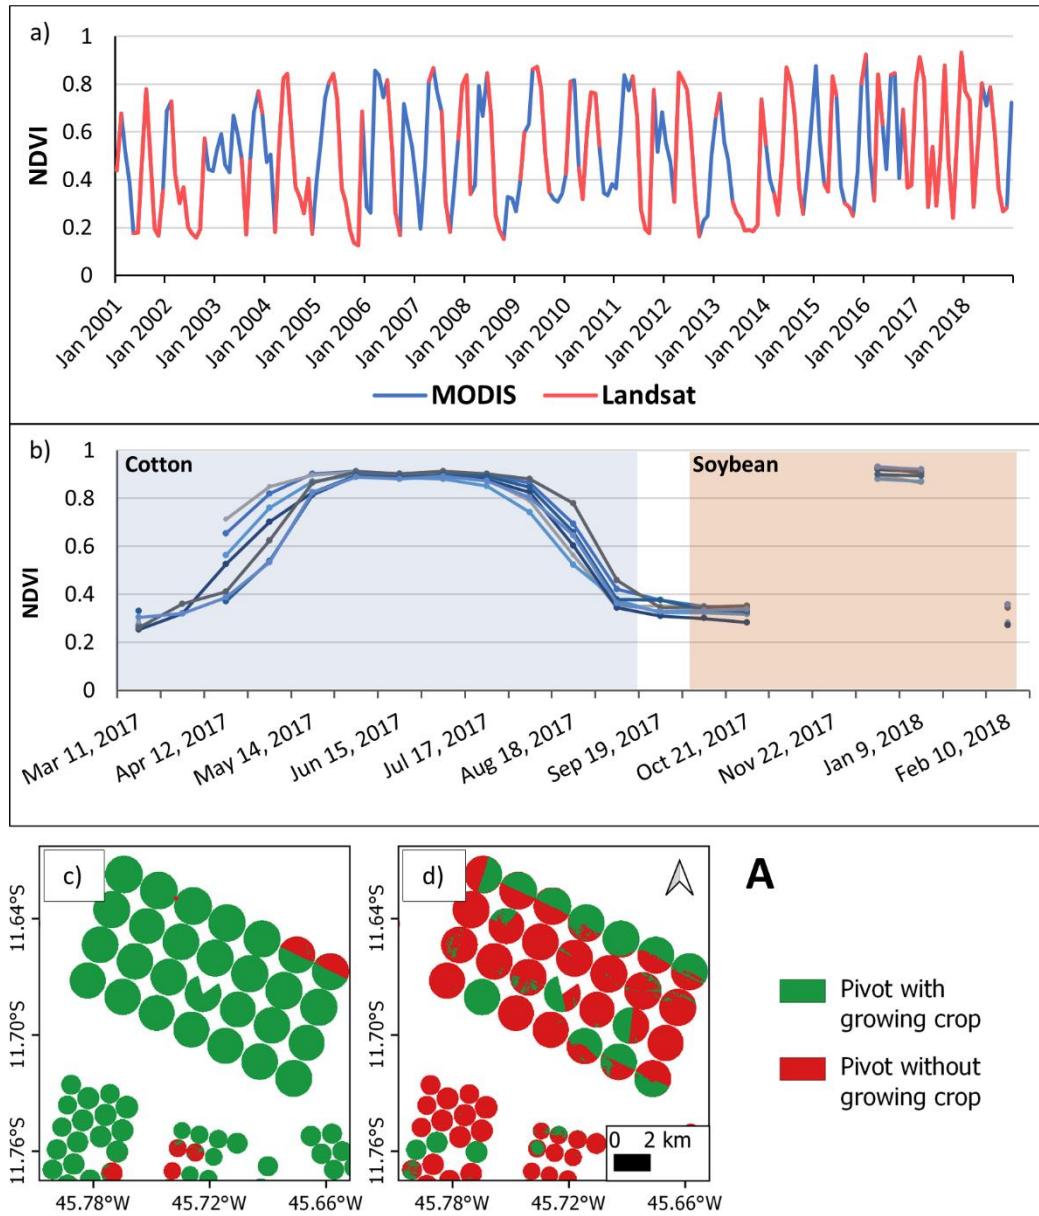 a)
NDVI
1
0.8
0.6
0.4
0.2
0
Jan 2001
Jan 2002
Jan 2003
Jan 2004
Jan 2005
Jan 2006
Jan 2007
Jan 2008
Jan 2009
Jan 2010
Jan 2011
Jan 2012
Jan 2013
Jan 2014
Jan 2015
Jan 2016
Jan 2017
Jan 2018
MODIS
Landsat
b)
NDVI
1
0.8
0.6
0.4
0.2
0
Cotton
Soybean
Mar 11, 2017
Apr 12, 2017
May 14, 2017
Jun 15, 2017
Jul 17, 2017
Aug 18, 2017
Sep 19, 2017
Oct 21, 2017
Nov 22, 2017
Jan 9, 2018
Feb 10, 2018
c)
11.64°S
11.70°S
11.76°S
45.78°W
45.72°W
45.66°W
d)
11.64°S
11.70°S
11.76°S
0 2 km
45.78°W
45.72°W
45.66°W
A
Pivot with
growing crop
Pivot without
growing crop